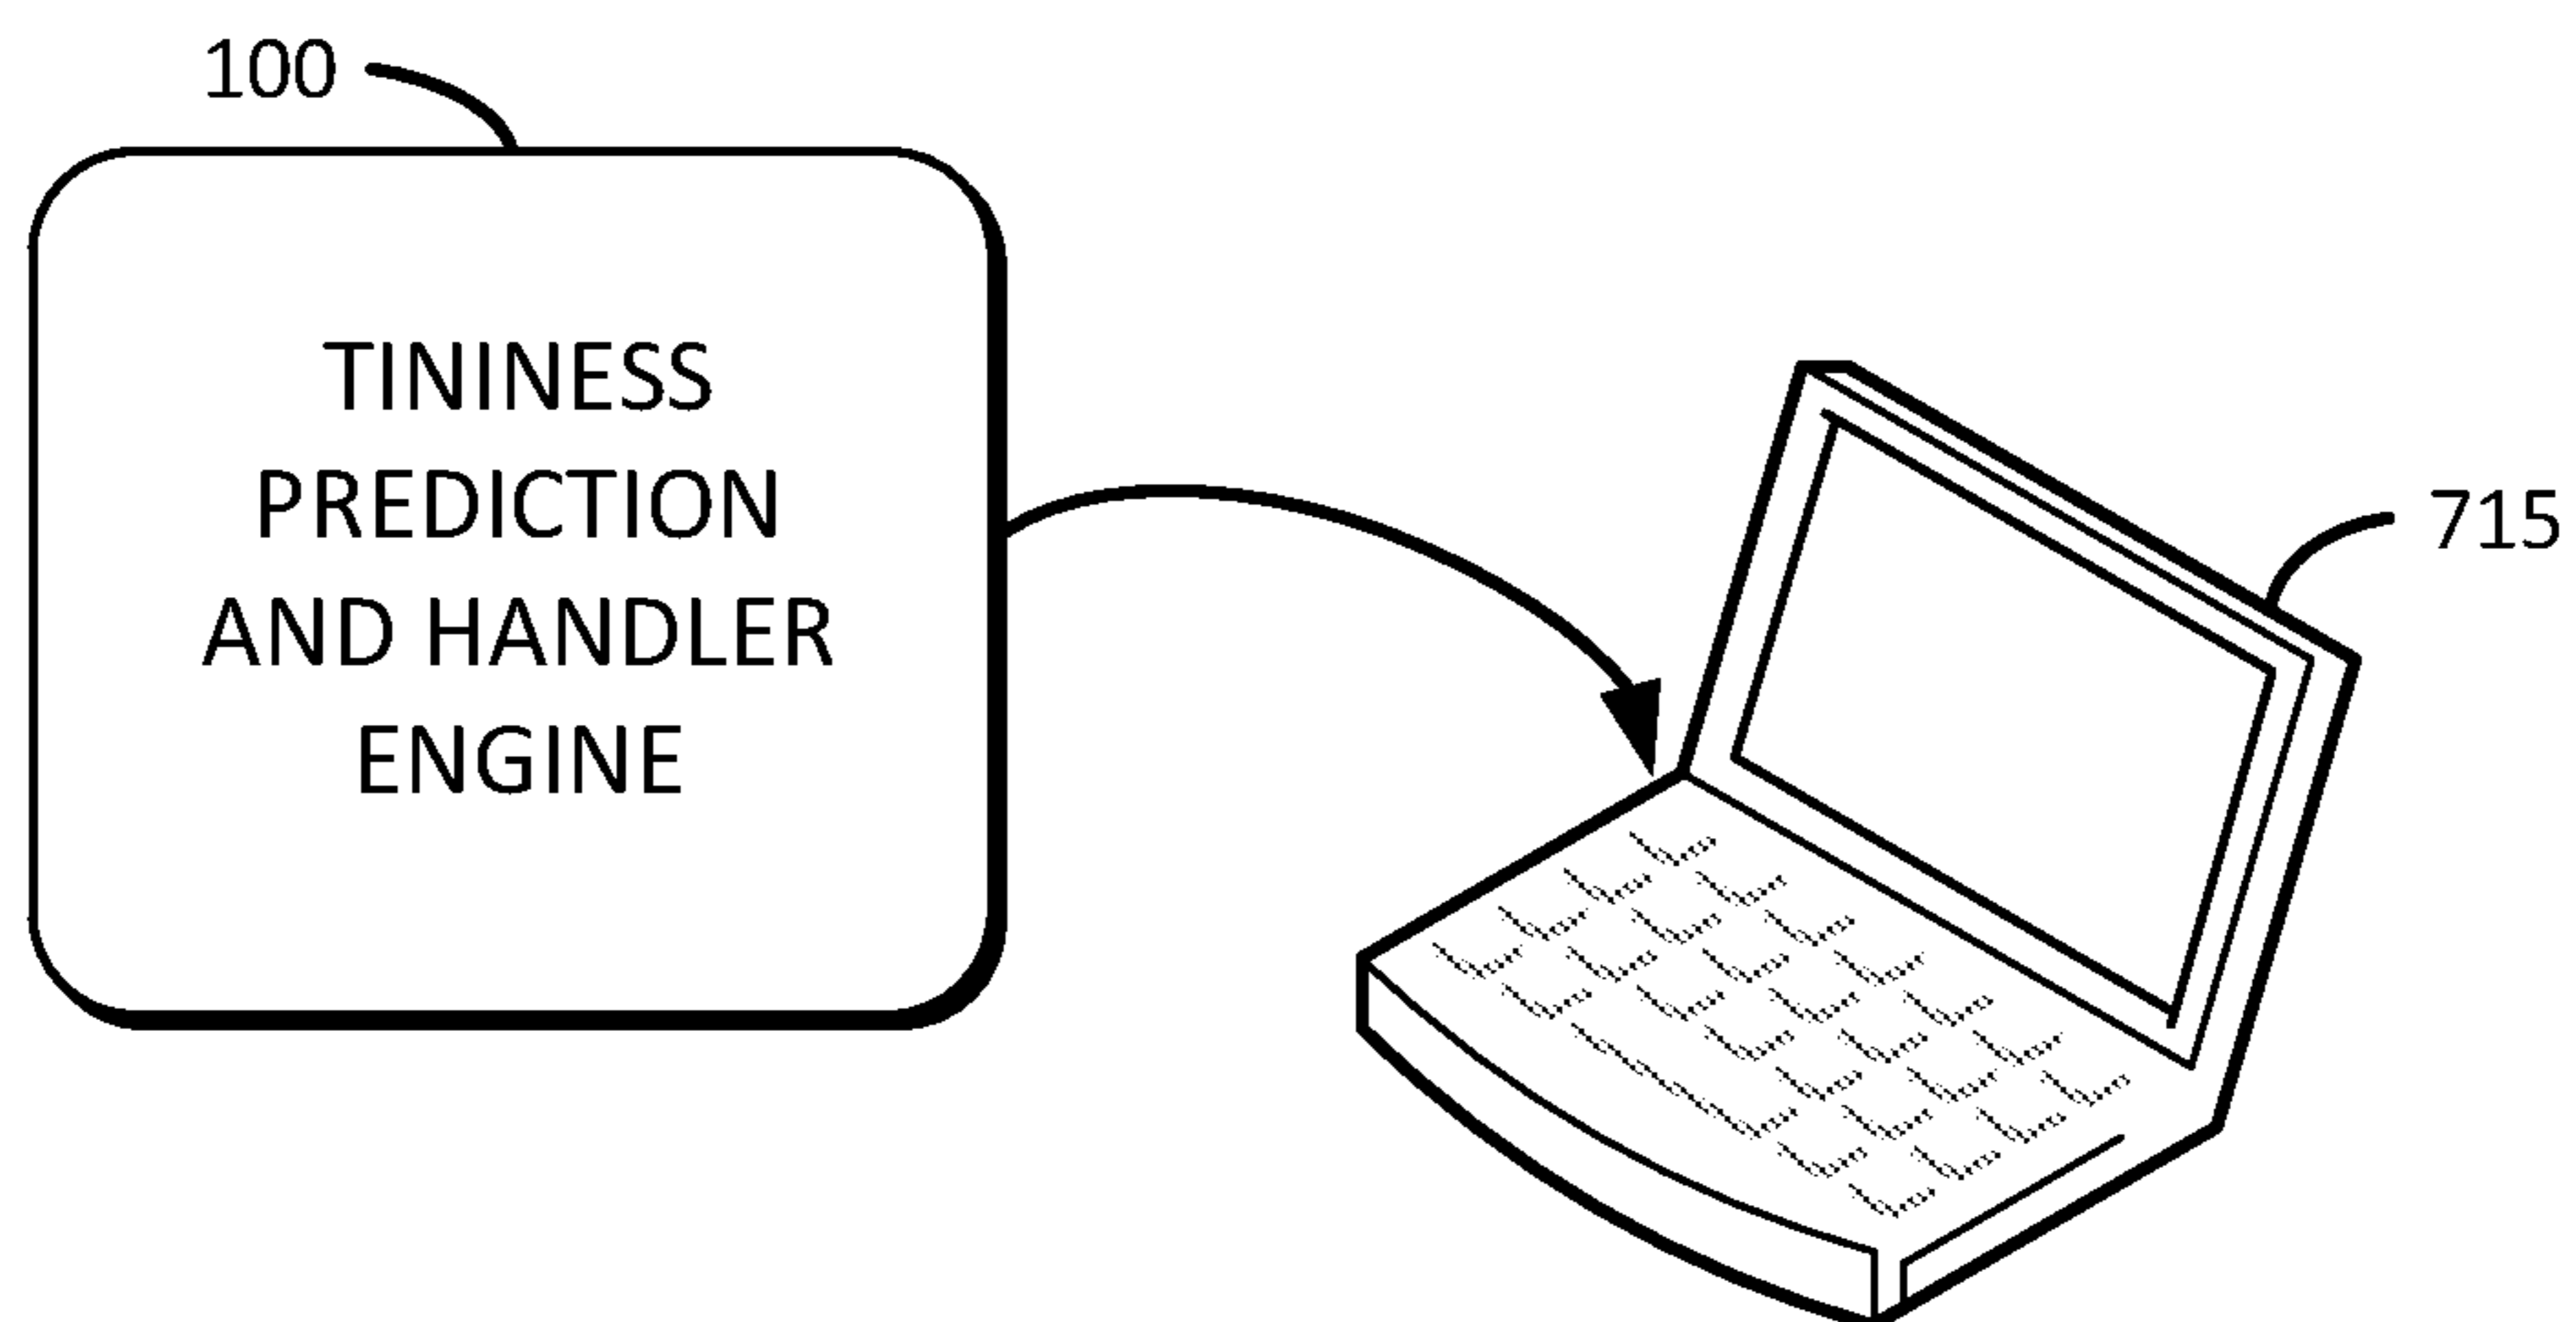 100
TININESS
PREDICTION
AND HANDLER
ENGINE
715